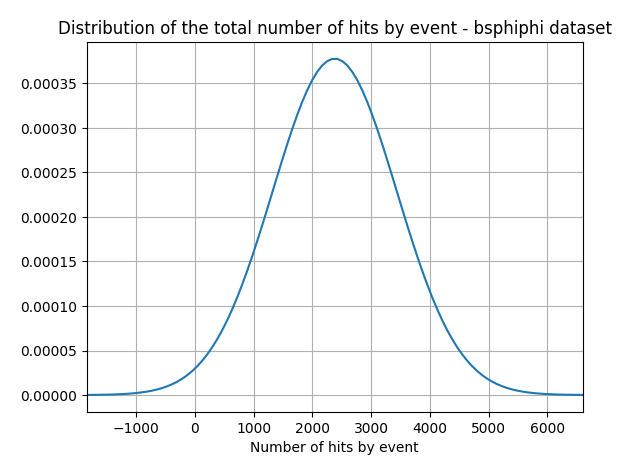 Distribution of the total number of hits by event - bsphiphi dataset
0.00035
0.00030
0.00025
0.00020
0.00015
0.00010
0.00005
0.00000
−1000 0 1000 2000 3000 4000 5000 6000
Number of hits by event